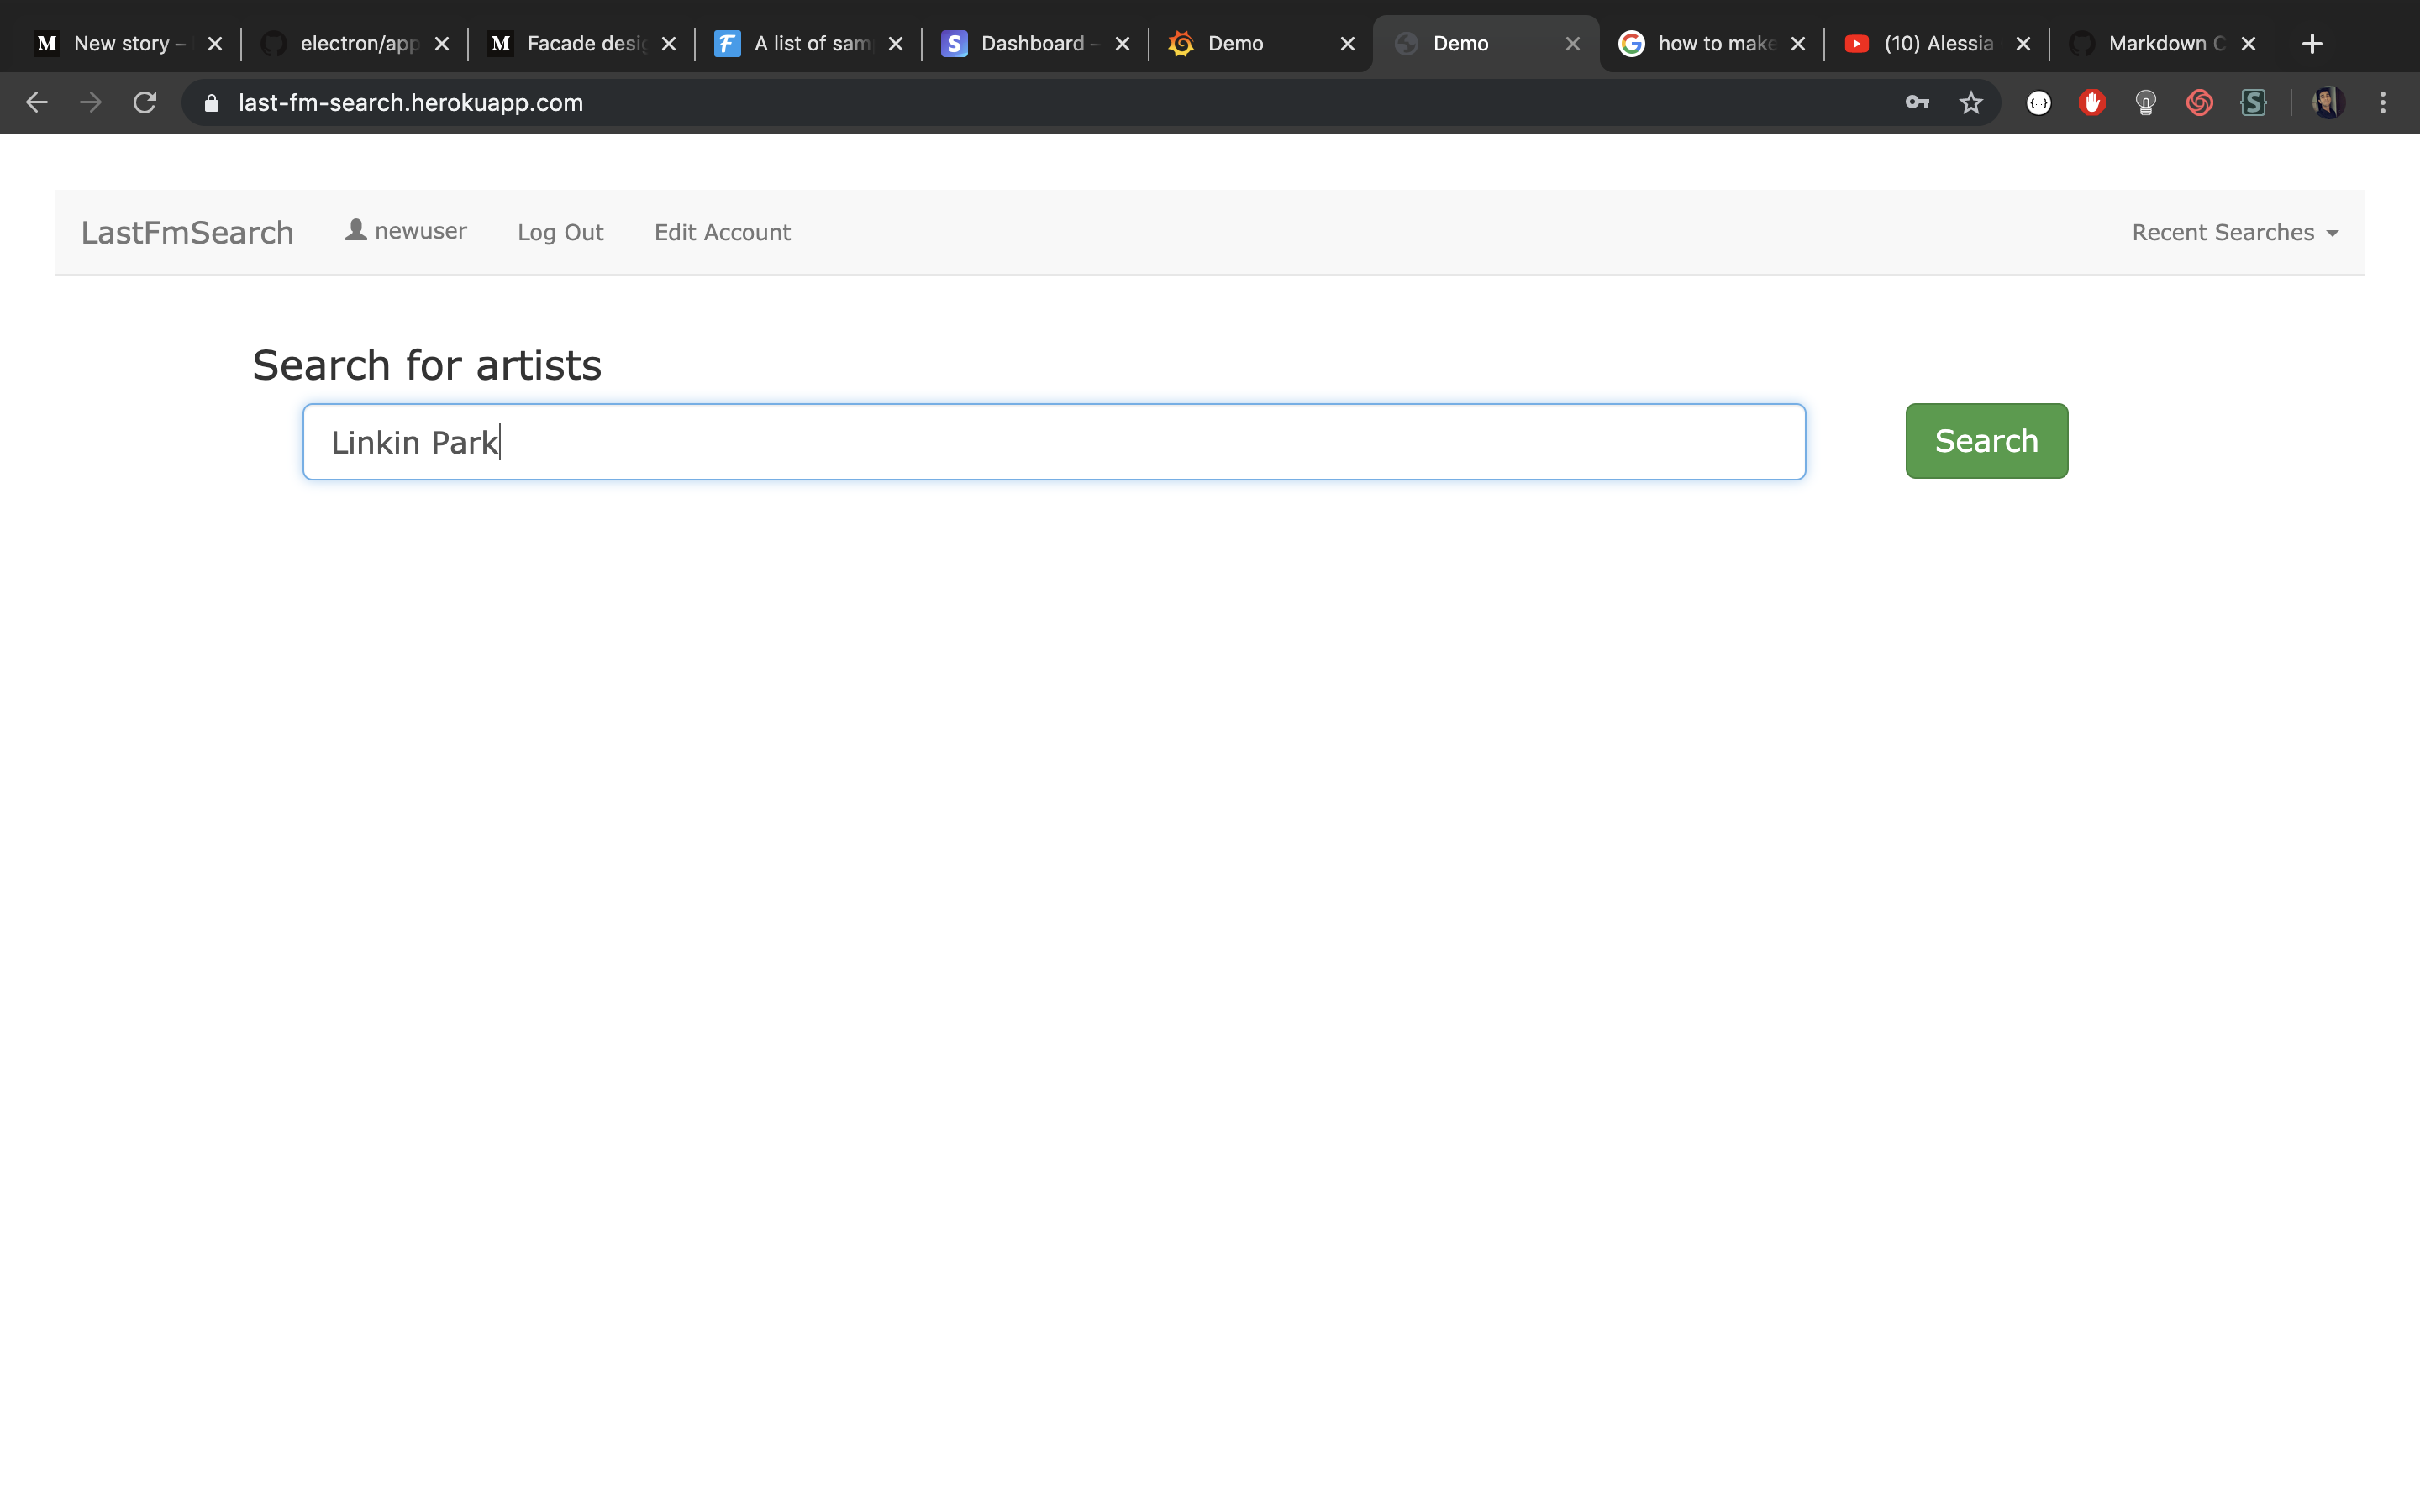 New story – electron/app Facade desig A list of sam Dashboard – Demo Demo how to make (10) Alessia Markdown C
last-fm-search.herokuapp.com
LastFmSearch newuser Log Out Edit Account Recent Searches
Search for artists
Linkin Park Search